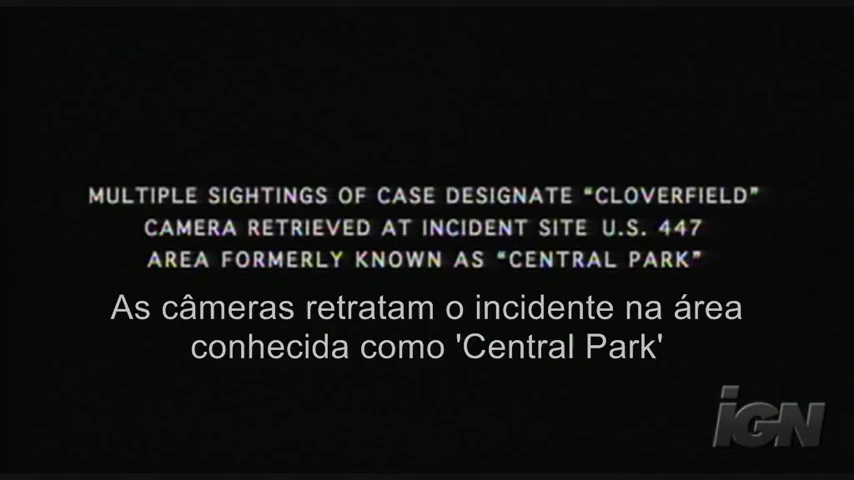 MULTIPLE SIGHTINGS OF CASE DESIGNATE "CLOVERFIELD"
CAMERA RETRIEVED AT INCIDENT SITE U.S. 447
AREA FORMERLY KNOWN AS "CENTRAL PARK"
As câmeras retratam o incidente na área
conhecida como 'Central Park'
IGN